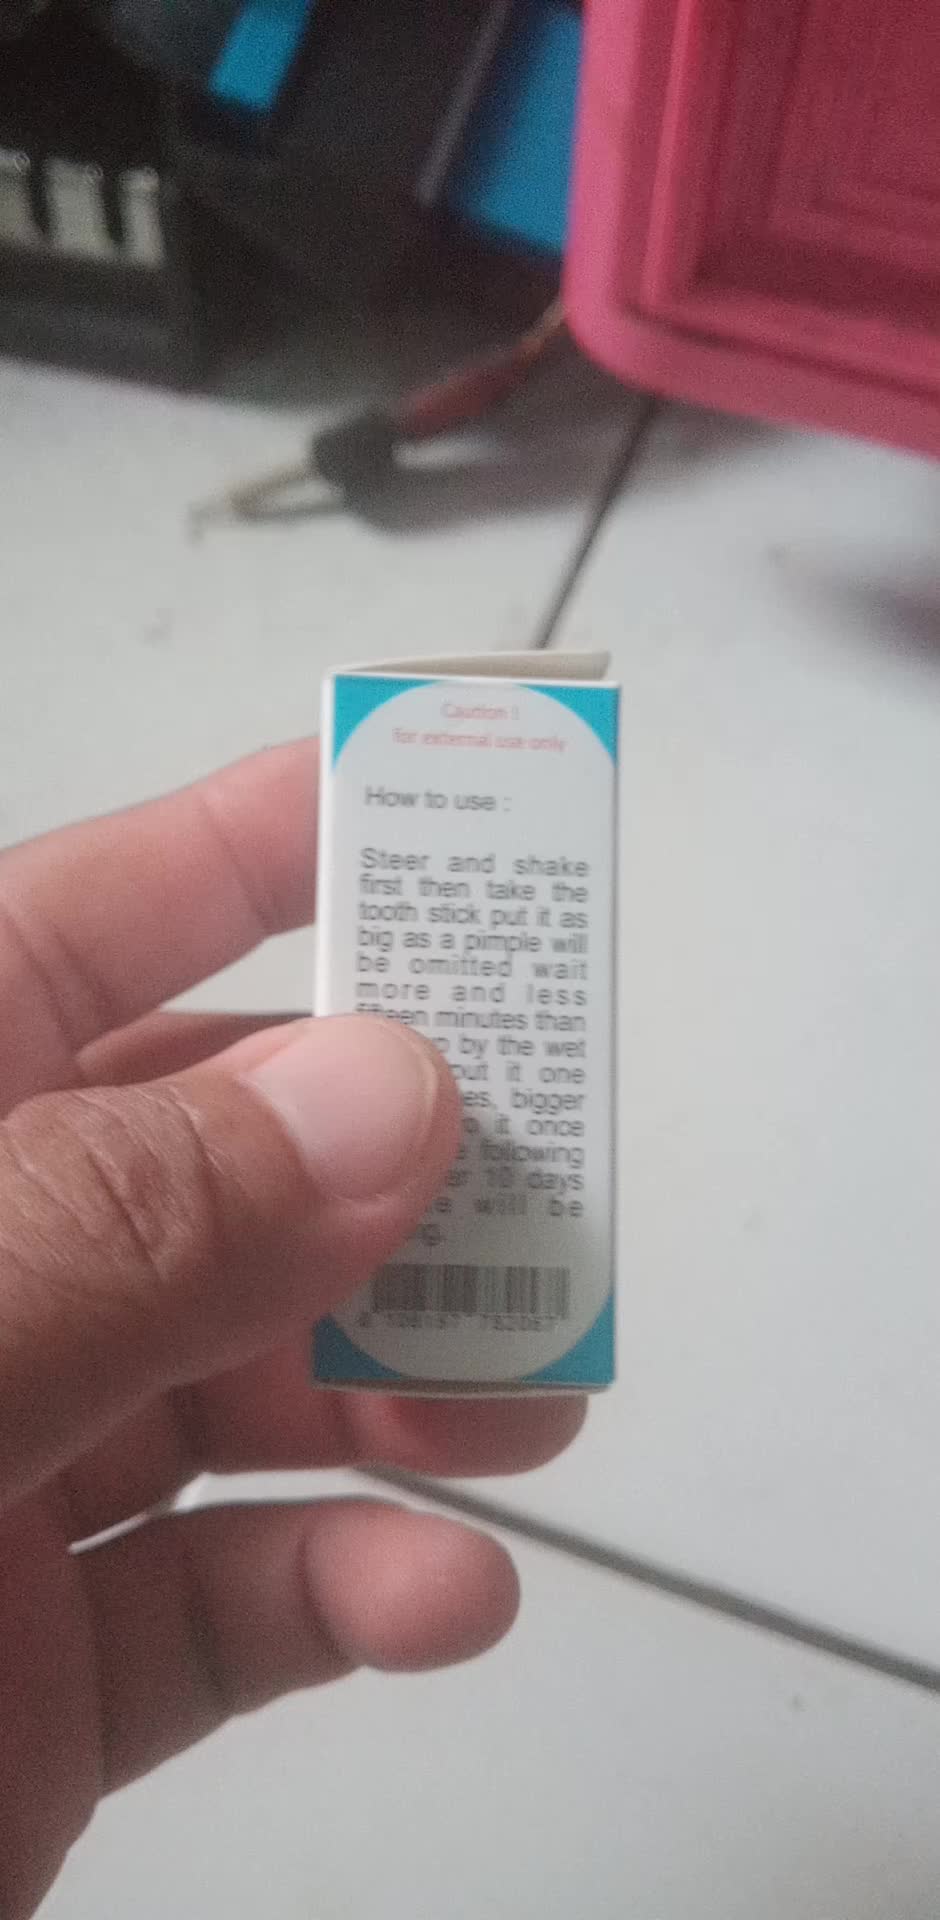 Caution !
for external use only
How to use :
Steer and shake
first then take the
tooth stick put it as
big as a pimple will
be omitted wait
more and less
minutes than
by the wet
put it one
bigger
it once
following
10 days
will be